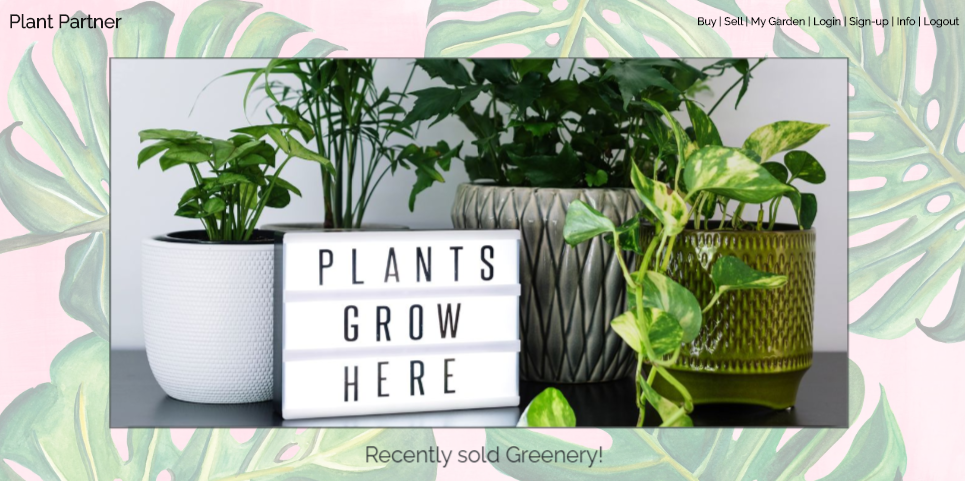 Plant Partner
Buy | Sell | My Garden | Login | Sign-up | Info | Logout
PLANTS
GROW
HERE
Recently sold Greenery!